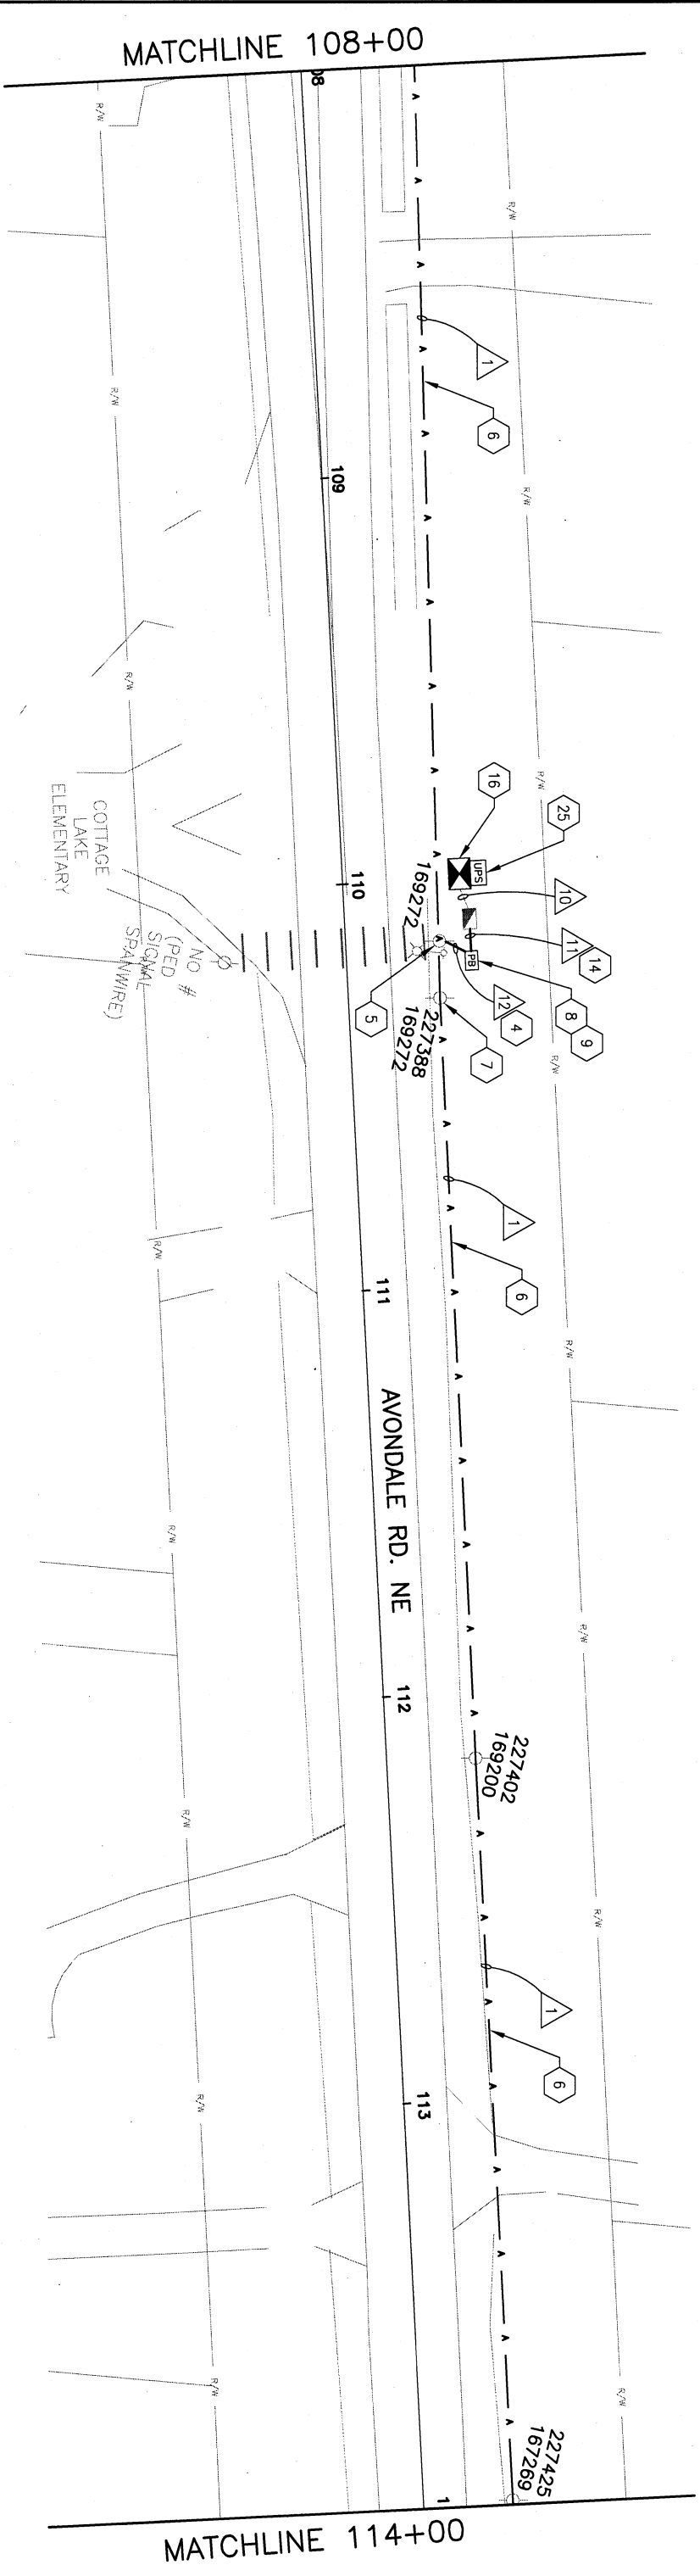 MATCHLINE 108+00
08
A
A
A
R/W
R/W
1
A
6
A
R/W
109
R/W
A
A
A
R/W
A
R/W
16
25
UPS
10
A
169272
110
11
14
PB
8
9
12
4
A
5
7
227388
169272
A
R/W
COTTAGE
LAKE
ELEMENTARY
NO #
(PED
SIGNAL
SPANWIRE)
A
1
A
6
R/W
111
A
R/W
A
A
AVONDALE RD. NE
A
R/W
A
R/W
112
A
227402
169200
A
R/W
A
R/W
1
A
6
A
113
R/W
A
A
A
R/W
R/W
A
227425
167269
1
MATCHLINE 114+00